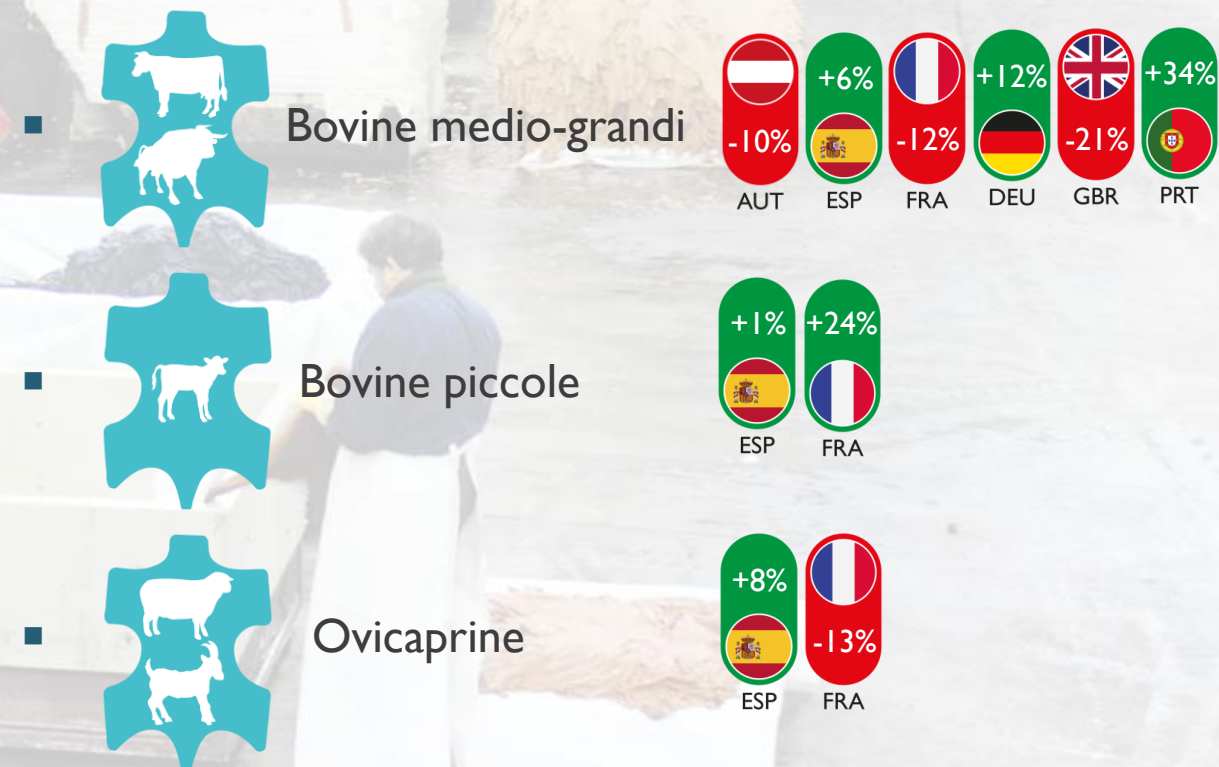 Bovine medio-grandi
-10% +6% -12% +12% -21% +34%
AUT ESP FRA DEU GBR PRT
Bovine piccole
+1% +24%
ESP FRA
Ovicaprine
+8% -13%
ESP FRA